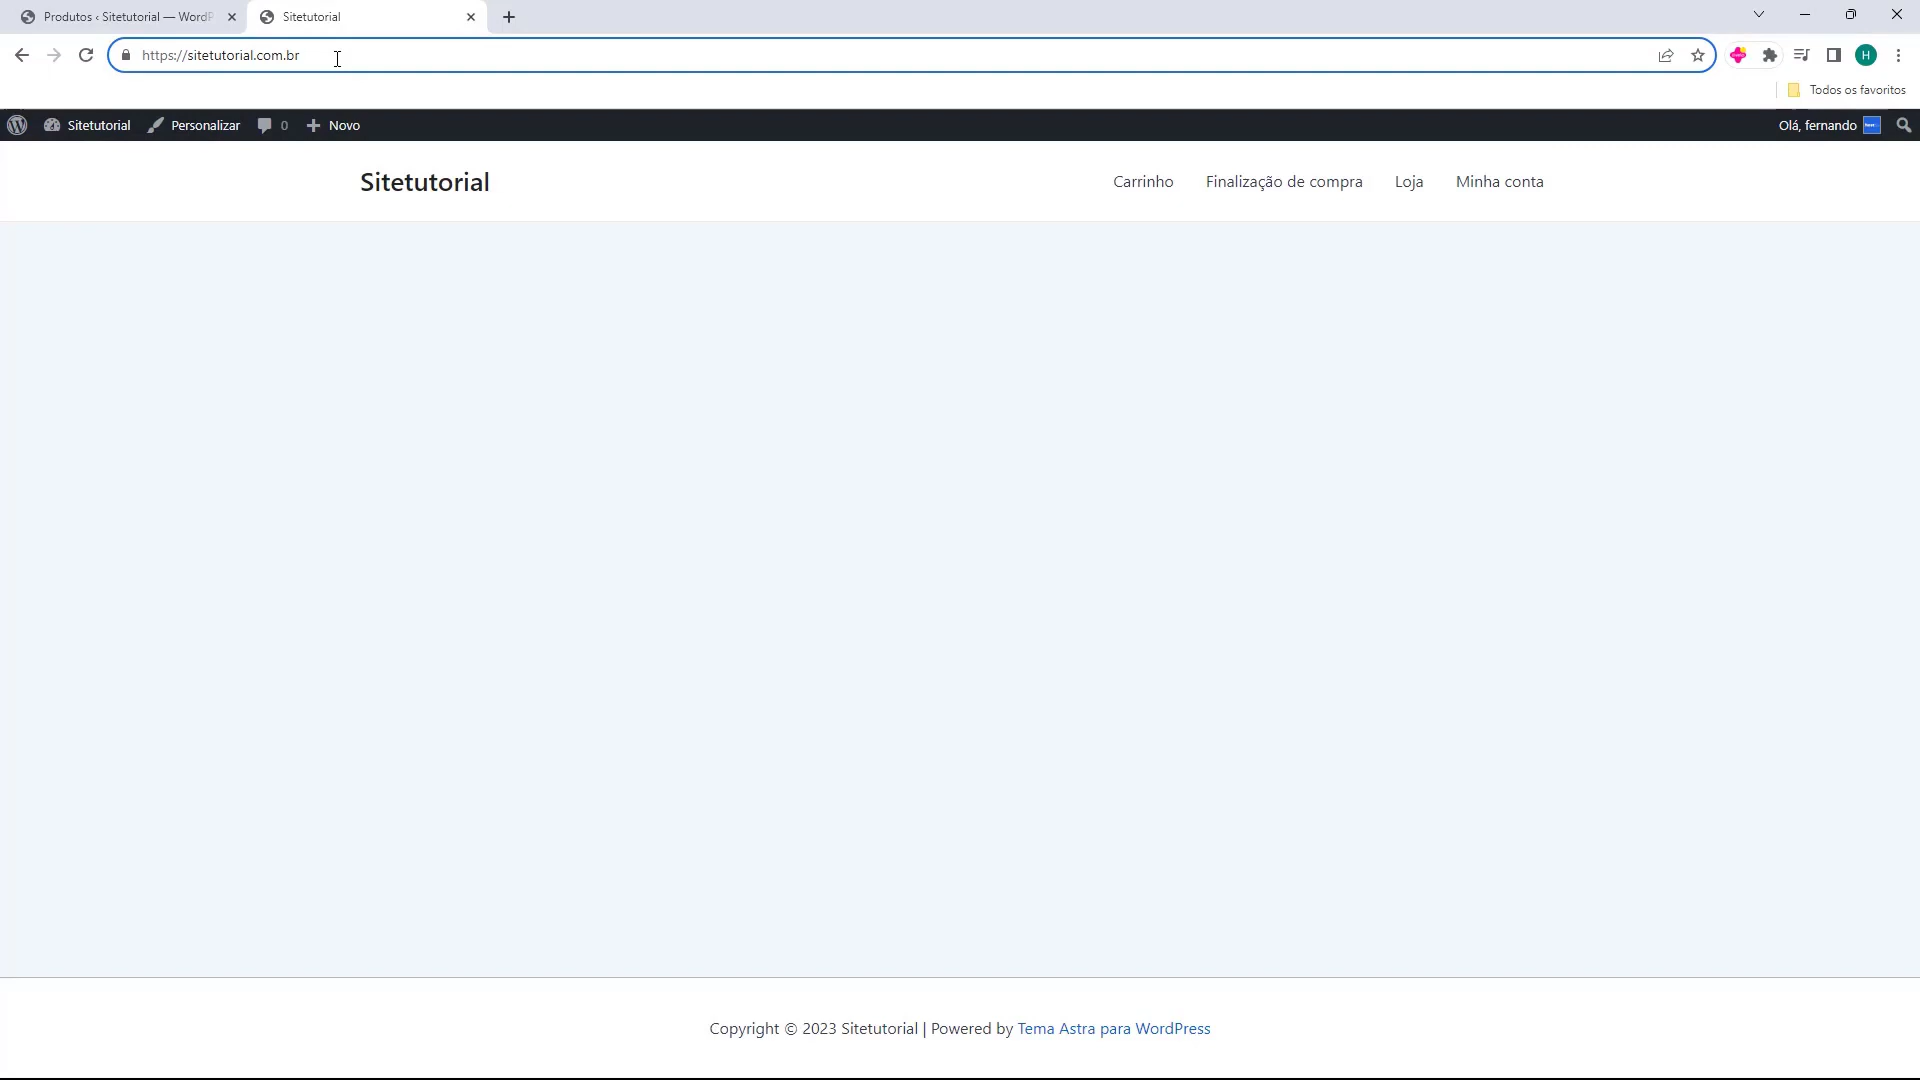 Produtos ‹ Sitetutorial — WordP
Sitetutorial
https://sitetutorial.com.br
H
Todos os favoritos
Sitetutorial
Personalizar
0
Novo
Olá, fernando
Sitetutorial
Carrinho
Finalização de compra
Loja
Minha conta
Copyright © 2023 Sitetutorial | Powered by Tema Astra para WordPress